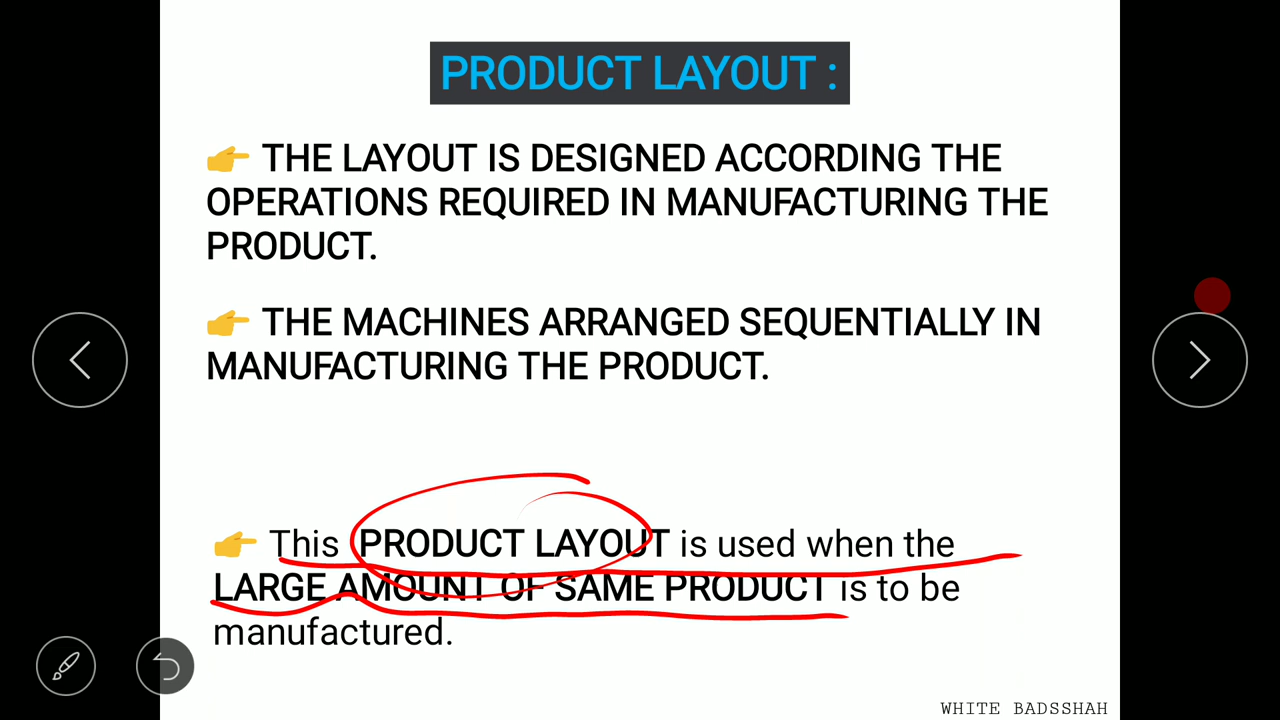 PRODUCT LAYOUT :
👉 THE LAYOUT IS DESIGNED ACCORDING THE
OPERATIONS REQUIRED IN MANUFACTURING THE
PRODUCT.
👉 THE MACHINES ARRANGED SEQUENTIALLY IN
MANUFACTURING THE PRODUCT.
👉 This PRODUCT LAYOUT is used when the
LARGE AMOUNT OF SAME PRODUCT is to be
manufactured.
WHITE BADSSHAH